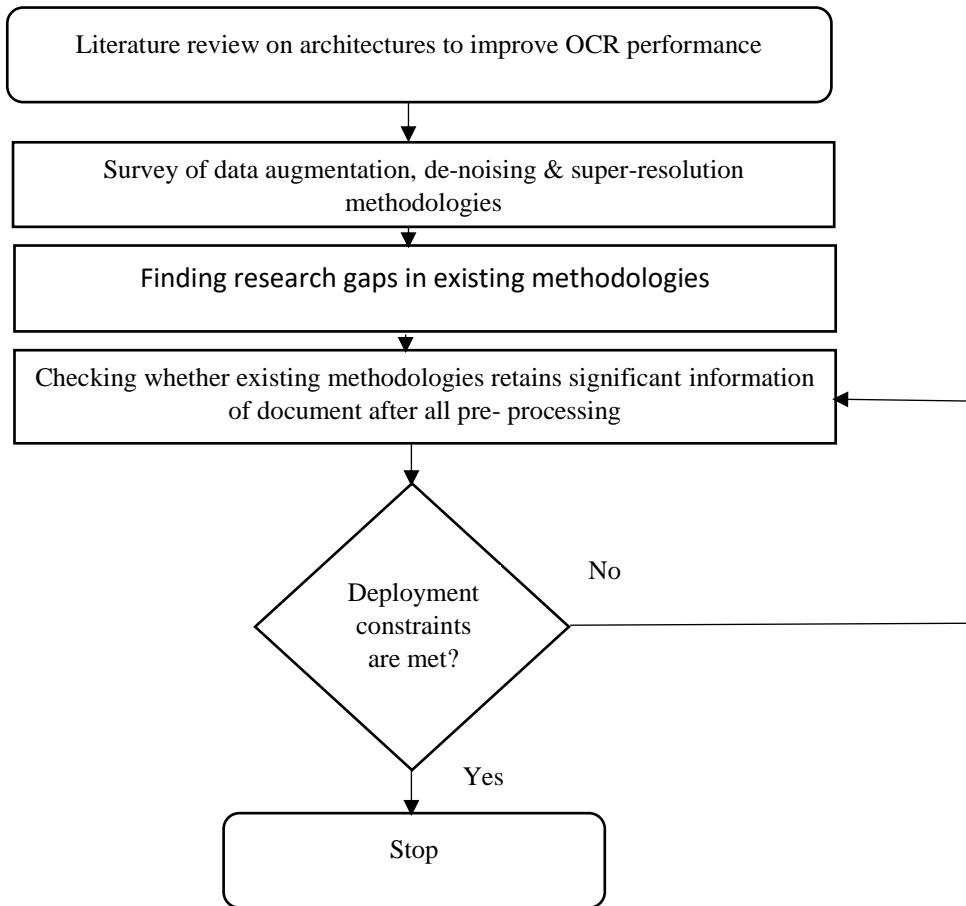 Literature review on architectures to improve OCR performance
Survey of data augmentation, de-noising & super-resolution
methodologies
Finding research gaps in existing methodologies
Checking whether existing methodologies retains significant information
of document after all pre- processing
Deployment
constraints
are met?
No
Yes
Stop